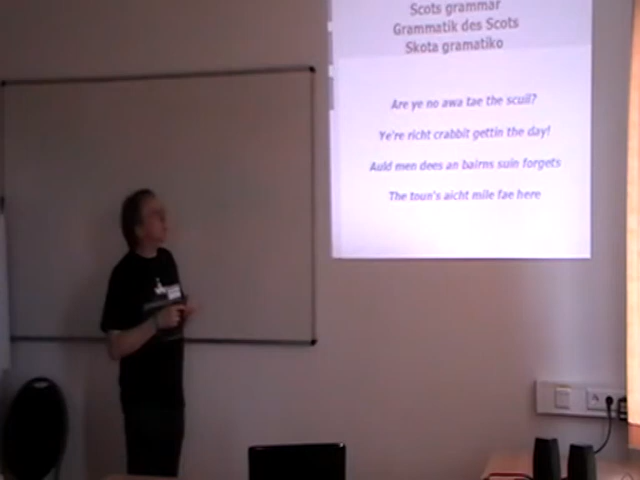 Scots grammar
Grammatik des Scots
Skota gramatiko
Are ye no awa tae the scuil?
Ye're richt crabbit gettin the day!
Auld men dees an bairns suin forgets
The toun's aicht mile fae here